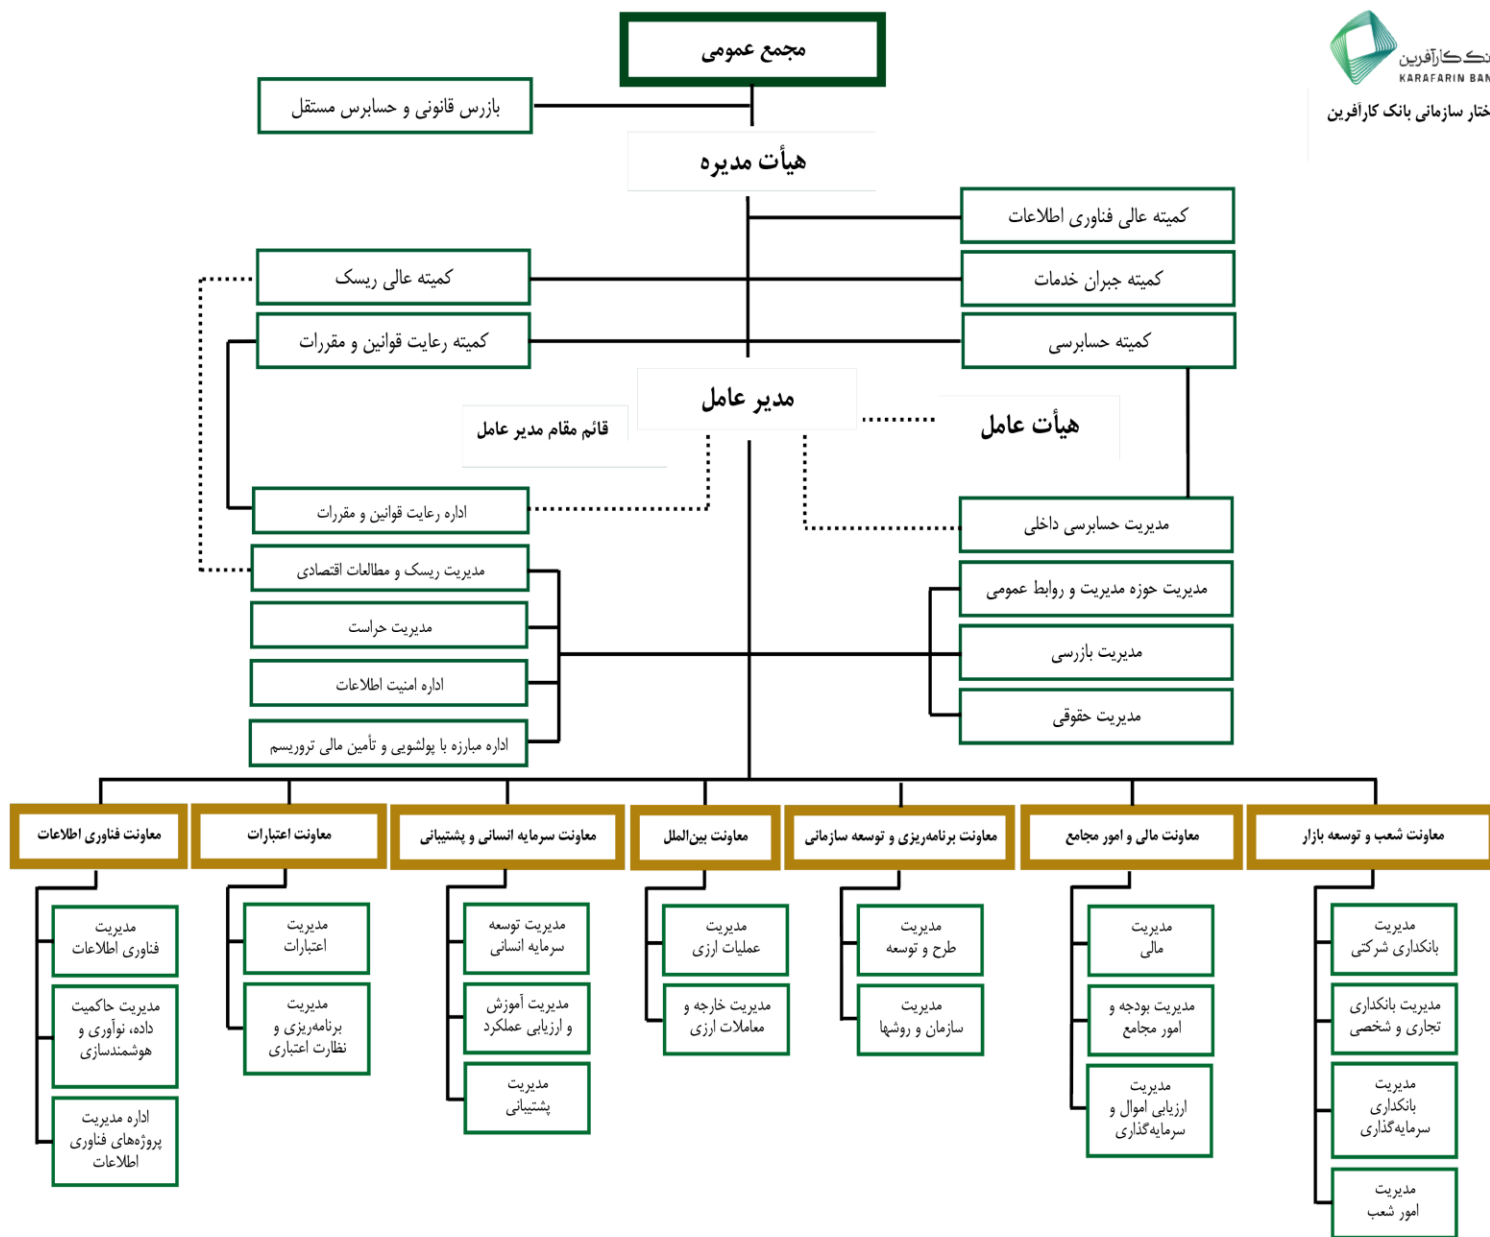 مجمع عمومی
کارآفرین
KARAFARIN BAN
سازمانی بانک کارآفرین
بازرس قانونی و حسابرس مستقل
هیأت مدیره
کمیته عالی فناوری اطلاعات
کمیته عالی ریسک
کمیته جبران خدمات
کمیته رعایت قوانین و مقررات
کمیته حسابرسی
مدیر عامل
هیأت عامل
قائم مقام مدیر عامل
اداره رعایت قوانین و مقررات
مدیریت حسابرسی داخلی
مدیریت ریسک و مطالعات اقتصادی
مدیریت حوزه مدیریت و روابط عمومی
مدیریت حراست
مدیریت بازرسی
اداره امنیت اطلاعات
مدیریت حقوقی
اداره مبارزه با پولشویی و تأمین مالی تروریسم
معاونت شعب و توسعه بازار
معاونت مالی و امور مجامع
معاونت برنامه‌ریزی و توسعه سازمانی
معاونت بین‌الملل
معاونت سرمایه انسانی و پشتیبانی
معاونت اعتبارات
معاونت فناوری اطلاعات
مدیریت
بانکداری شرکتی
مدیریت بانکداری
تجاری و شخصی
مدیریت
بانکداری
سرمایه‌گذاری
مدیریت
امور شعب
مدیریت
مالی
مدیریت بودجه و
امور مجامع
مدیریت
ارزیابی اموال و
سرمایه‌گذاری
مدیریت
طرح و توسعه
مدیریت
سازمان و روشها
مدیریت
عملیات ارزی
مدیریت خارجه و
معاملات ارزی
مدیریت توسعه
سرمایه انسانی
مدیریت آموزش
و ارزیابی عملکرد
مدیریت
پشتیبانی
مدیریت
اعتبارات
مدیریت
برنامه‌ریزی و
نظارت اعتباری
مدیریت
فناوری اطلاعات
مدیریت حاکمیت
داده، نوآوری و
هوشمندسازی
اداره مدیریت
پروژه‌های فناوری
اطلاعات